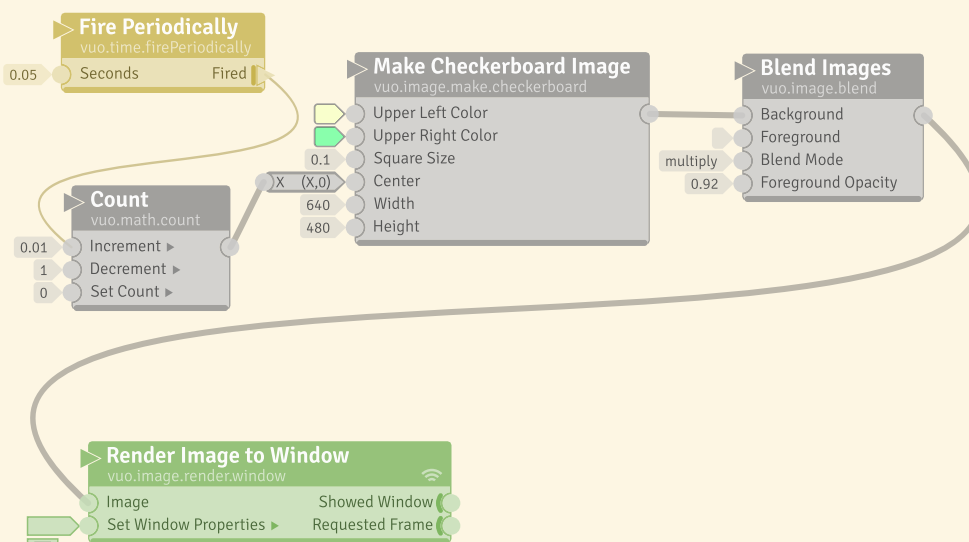 Fire Periodically
vuo.time.firePeriodically
0.05 Seconds Fired
Make Checkerboard Image
vuo.image.make.checkerboard
Upper Left Color
Upper Right Color
0.1 Square Size
X (X,0) Center
640 Width
480 Height
Blend Images
vuo.image.blend
Background
Foreground
multiply Blend Mode
0.92 Foreground Opacity
Count
vuo.math.count
0.01 Increment
1 Decrement
0 Set Count
Render Image to Window
vuo.image.render.window
Image Showed Window
Set Window Properties Requested Frame